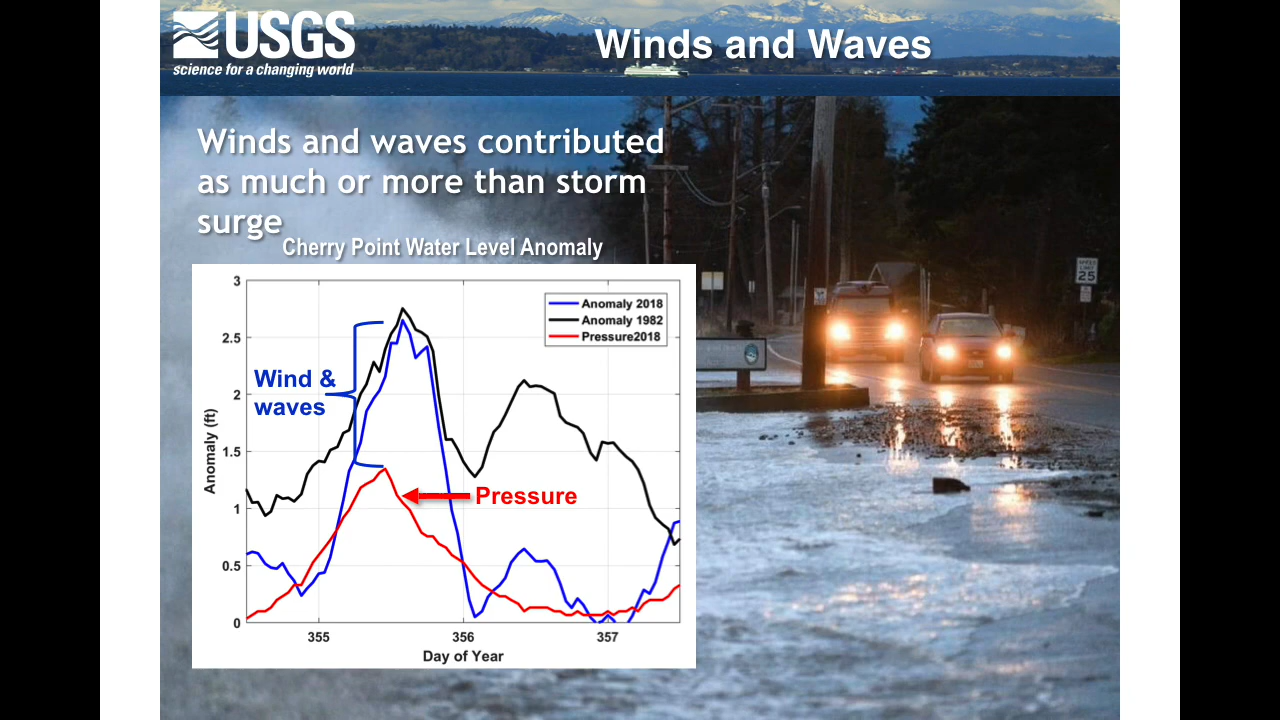 USGS
science for a changing world
Winds and Waves
Winds and waves contributed
as much or more than storm
surge
Cherry Point Water Level Anomaly
3
2.5
2
1.5
1
0.5
0
Anomaly (ft)
Anomaly 2018
Anomaly 1982
Pressure2018
Wind &
waves
Pressure
355
356
357
Day of Year
25